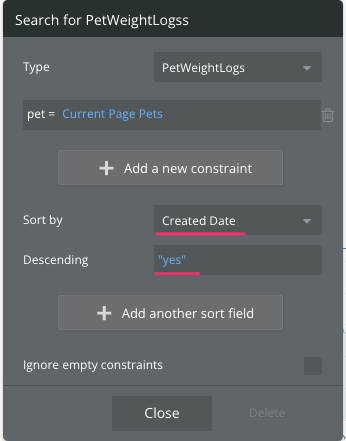 Search for PetWeightLogss
Type PetWeightLogs
pet = Current Page Pets
Add a new constraint
Sort by Created Date
Descending "yes"
Add another sort field
Ignore empty constraints
Close Delete